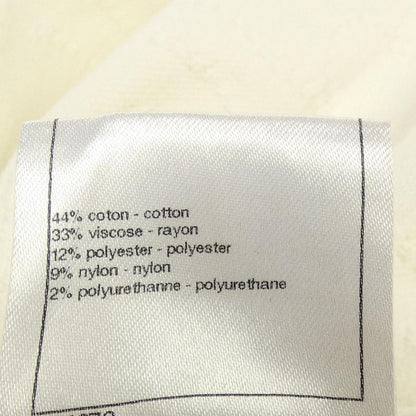 44% coton - cotton
33% viscose - rayon
12% polyester - polyester
9% nylon - nylon
2% polyurethanne - polyurethane